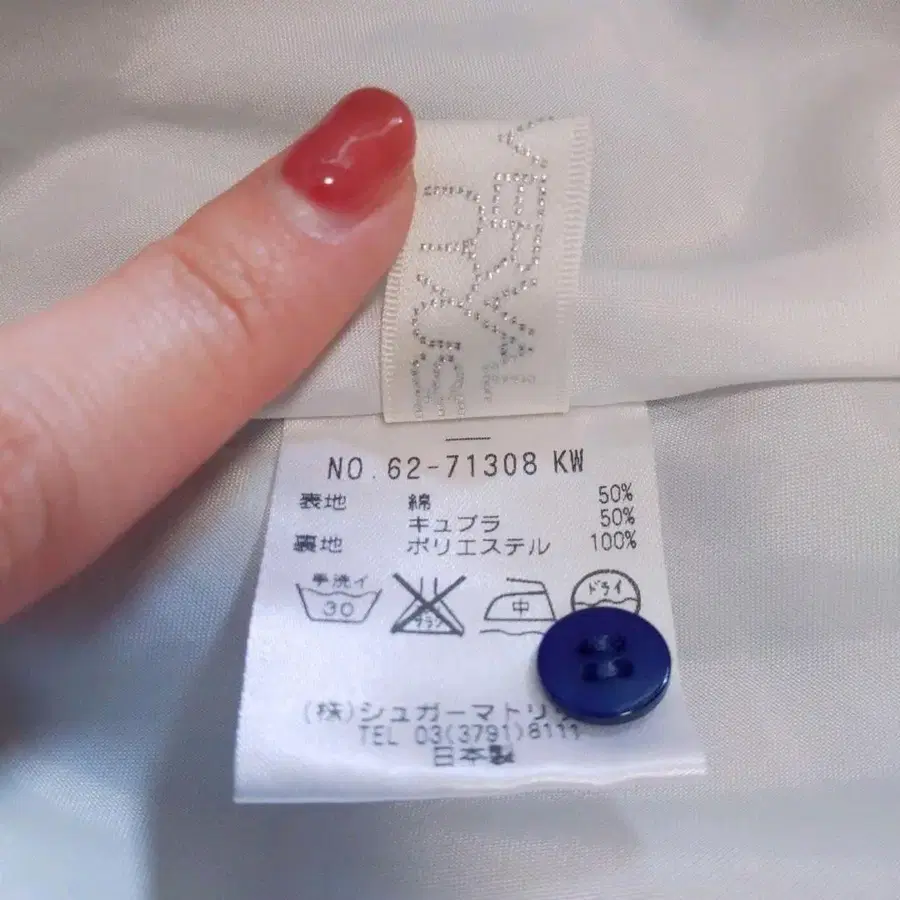 NO.62-71308 KW
表地 綿 50%
キュプラ 50%
裏地 ポリエステル 100%
手洗イ
30
中
ドライ
(株)シュガーマトリ
TEL 03(3791)8111
日本製